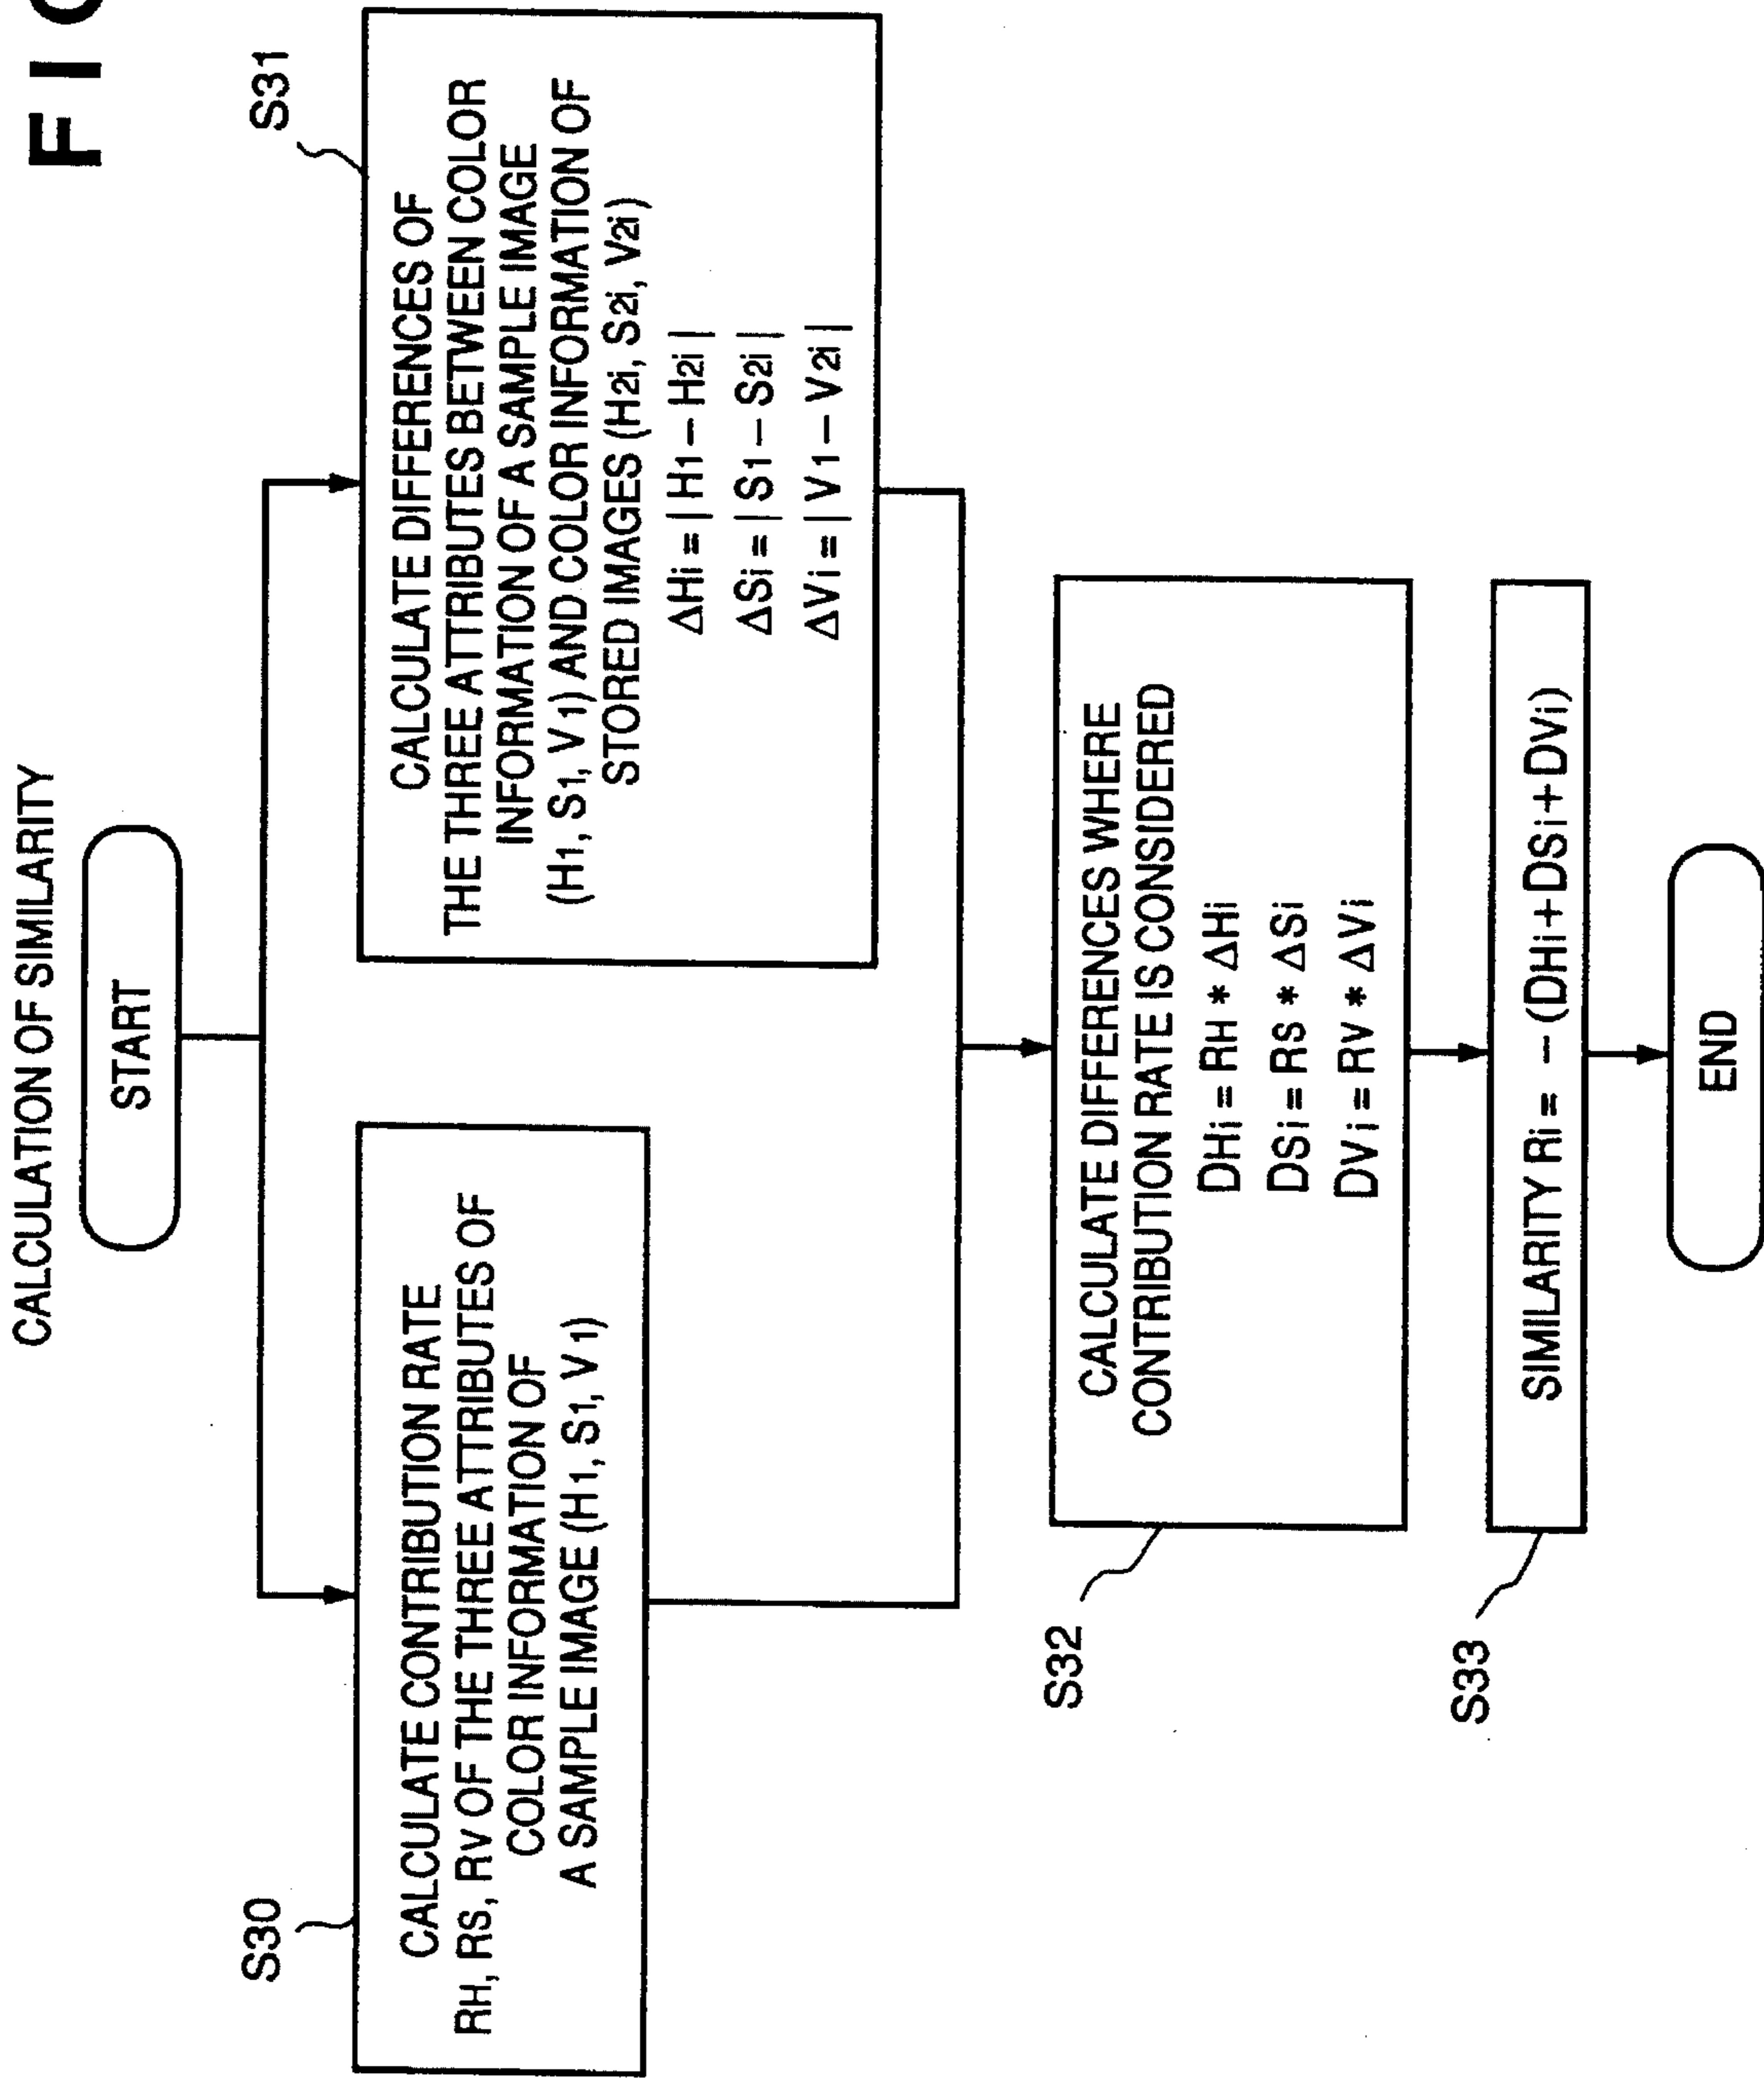 FIG
CALCULATION OF SIMILARITY
START
S30
CALCULATE CONTRIBUTION RATE
RH, RS, RV OF THE THREE ATTRIBUTES OF
COLOR INFORMATION OF
A SAMPLE IMAGE (H1, S1, V1)
S31
CALCULATE DIFFERENCES OF
THE THREE ATTRIBUTES BETWEEN COLOR
INFORMATION OF A SAMPLE IMAGE
(H1, S1, V1) AND COLOR INFORMATION OF
STORED IMAGES (H2i, S2i, V2i)
ΔHi = | H1 − H2i |
ΔSi = | S1 − S2i |
ΔVi = | V1 − V2i |
S32
CALCULATE DIFFERENCES WHERE
CONTRIBUTION RATE IS CONSIDERED
DHi = RH * ΔHi
DSi = RS * ΔSi
DVi = RV * ΔVi
S33
SIMILARITY Ri = − (DHi+DSi+DVi)
END